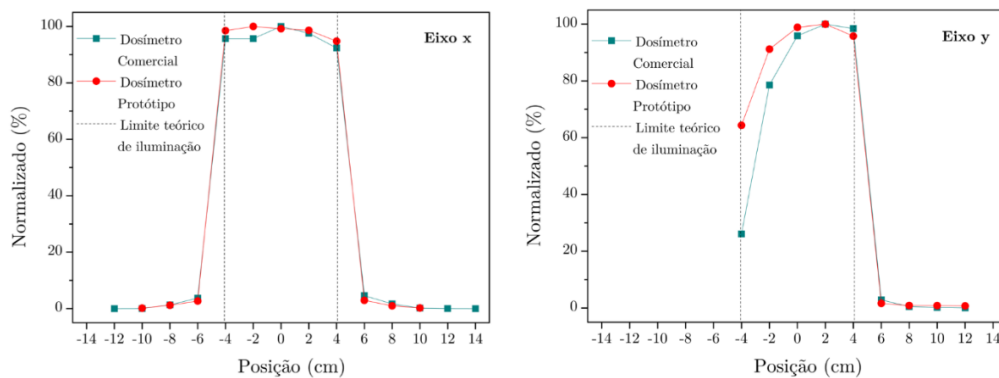 Eixo x
Dosímetro
Comercial
Dosímetro
Protótipo
Limite teórico
de iluminação
Normalizado (%)
100
80
60
40
20
0
-14 -12 -10 -8 -6 -4 -2 0 2 4 6 8 10 12 14
Posição (cm)
Eixo y
Dosímetro
Comercial
Dosímetro
Protótipo
Limite teórico
de iluminação
Normalizado (%)
100
80
60
40
20
0
-14 -12 -10 -8 -6 -4 -2 0 2 4 6 8 10 12 14
Posição (cm)